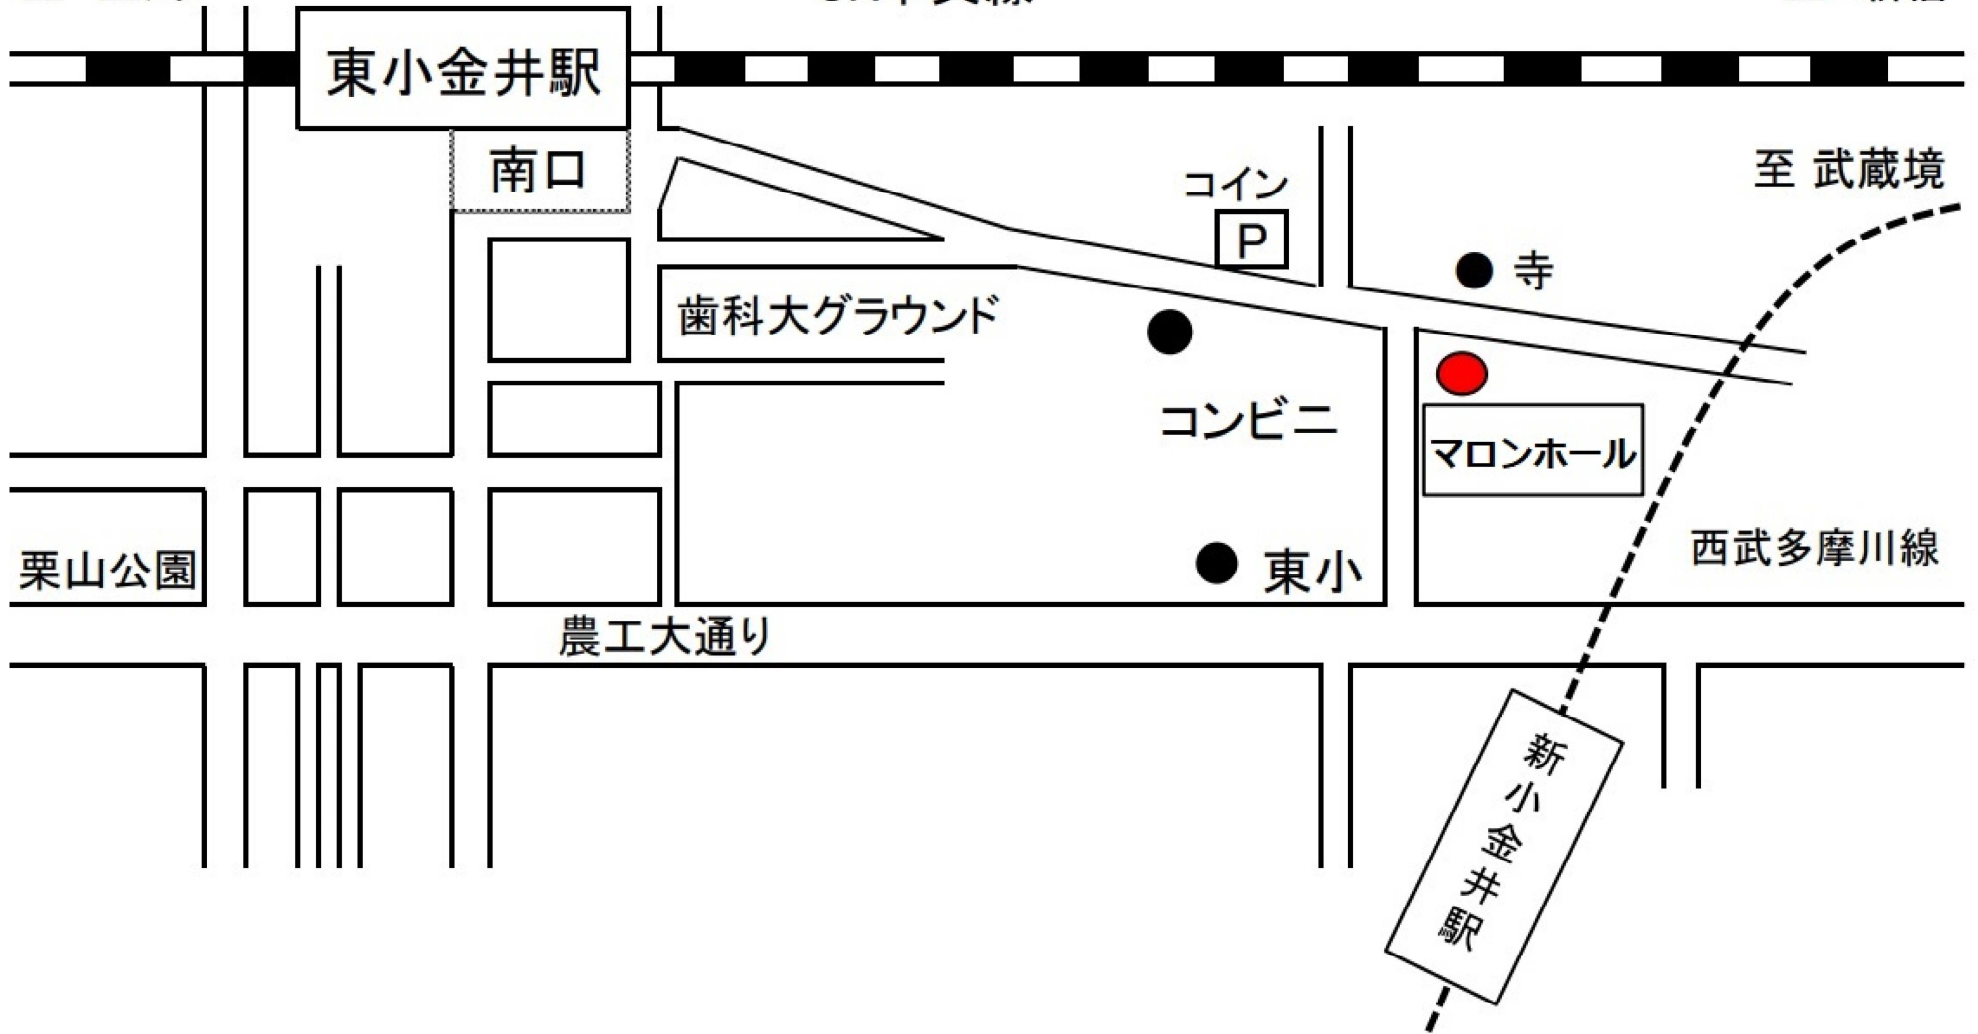 東小金井駅
南口
至 武蔵境
コイン
P
寺
歯科大グラウンド
コンビニ
マロンホール
西武多摩川線
栗山公園
東小
農工大通り
新小金井駅